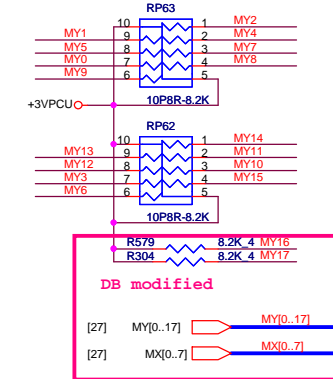 RP63
10 1 MY2
MY1 9 2 MY4
MY5 8 3 MY7
MY0 7 4 MY8
MY9 6 5
+3VPCU
10P8R-8.2K
RP62
10 1 MY14
MY13 9 2 MY11
MY12 8 3 MY10
MY3 7 4 MY15
MY6 6 5
10P8R-8.2K
R579 8.2K_4 MY16
R304 8.2K_4 MY17
DB modified
[27] MY[0..17] MY[0..17]
[27] MX[0..7] MX[0..7]